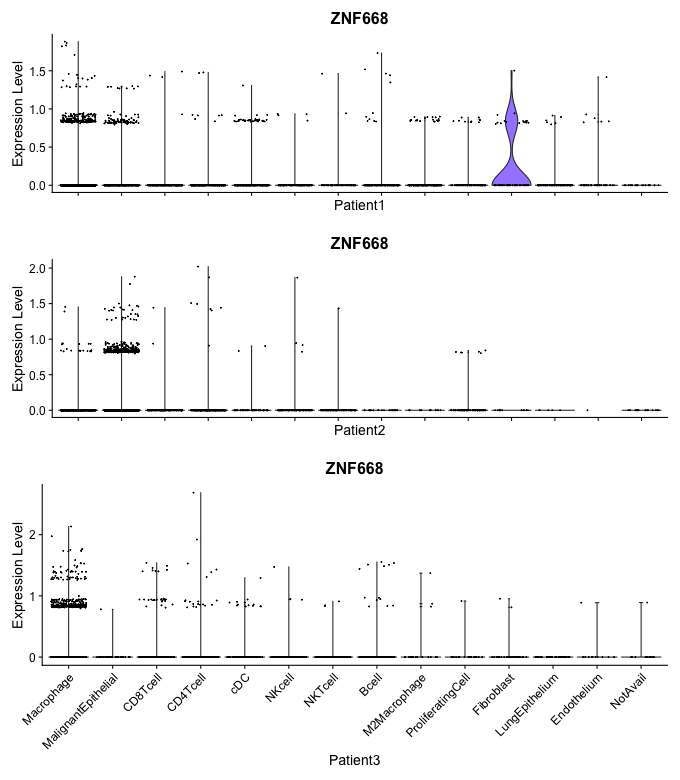 ZNF668
Expression Level
1.5
1.0
0.5
0.0
Patient1
ZNF668
Expression Level
2.0
1.5
1.0
0.5
0.0
Patient2
ZNF668
Expression Level
2
1
0
Macrophage
MalignantEpithelial
CD8Tcell
CD4Tcell
cDC
NKcell
NKTcell
Bcell
M2Macrophage
ProliferatingCell
Fibroblast
LungEpithelium
Endothelium
NotAvail
Patient3